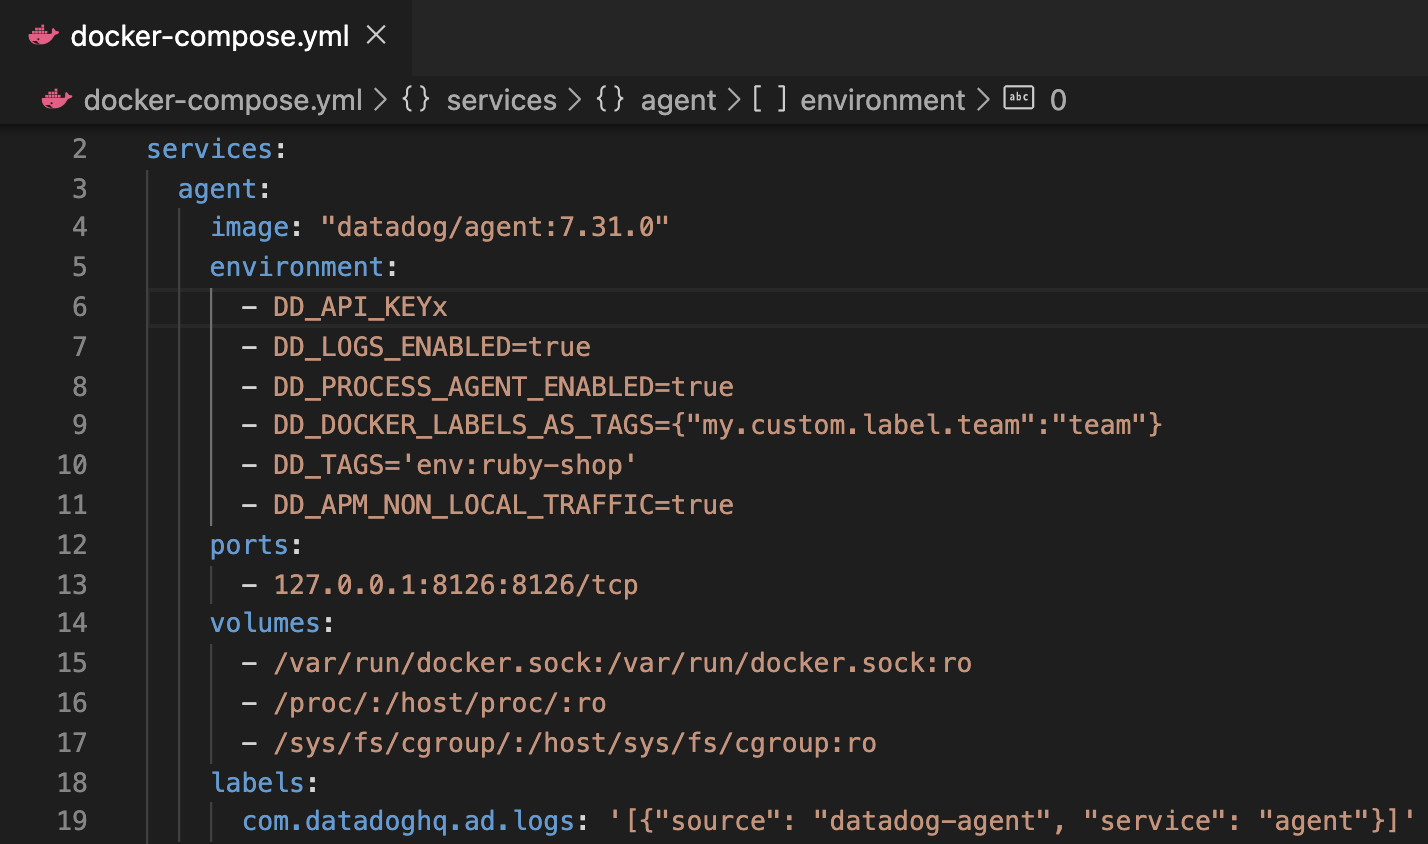 docker-compose.yml
docker-compose.yml > {} services > {} agent > [ ] environment > abc 0
2 services:
3 agent:
4 image: "datadog/agent:7.31.0"
5 environment:
6 - DD_API_KEYx
7 - DD_LOGS_ENABLED=true
8 - DD_PROCESS_AGENT_ENABLED=true
9 - DD_DOCKER_LABELS_AS_TAGS={"my.custom.label.team":"team"}
10 - DD_TAGS='env:ruby-shop'
11 - DD_APM_NON_LOCAL_TRAFFIC=true
12 ports:
13 - 127.0.0.1:8126:8126/tcp
14 volumes:
15 - /var/run/docker.sock:/var/run/docker.sock:ro
16 - /proc/:/host/proc/:ro
17 - /sys/fs/cgroup/:/host/sys/fs/cgroup:ro
18 labels:
19 com.datadoghq.ad.logs: '[{"source": "datadog-agent", "service": "agent"}]'